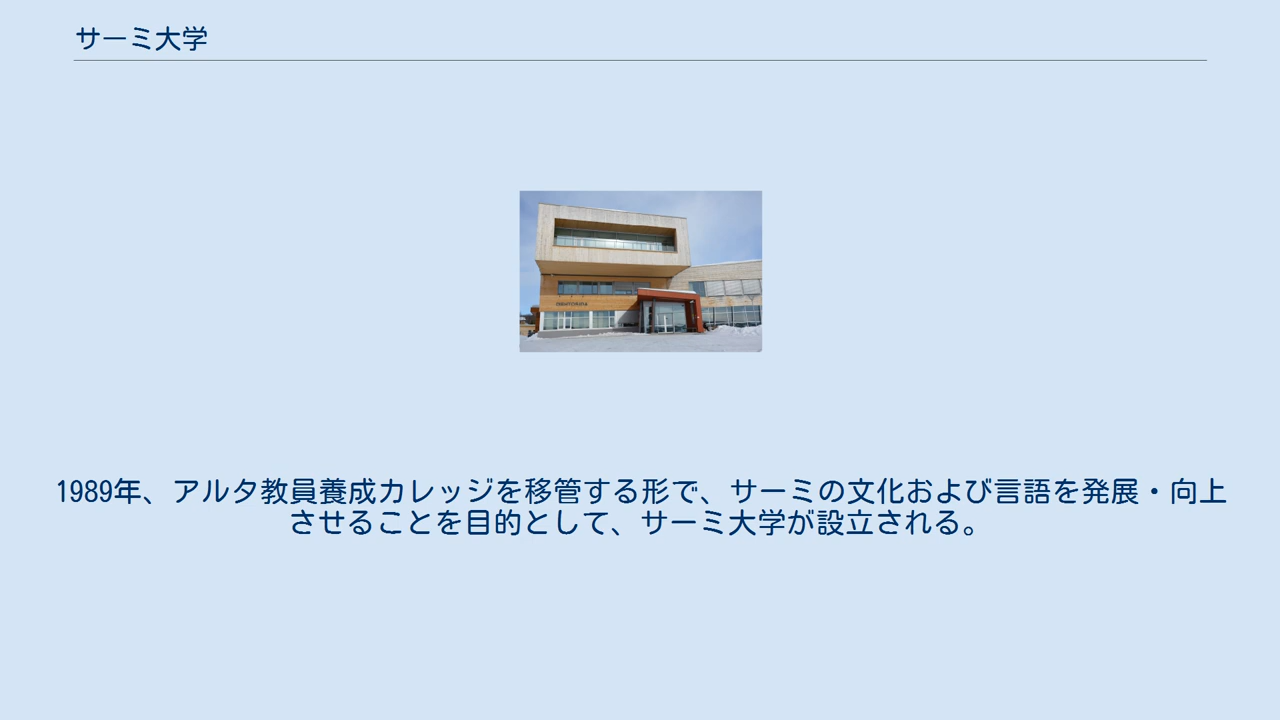 サーミ大学
1989年、アルタ教員養成カレッジを移管する形で、サーミの文化および言語を発展・向上
させることを目的として、サーミ大学が設立される。